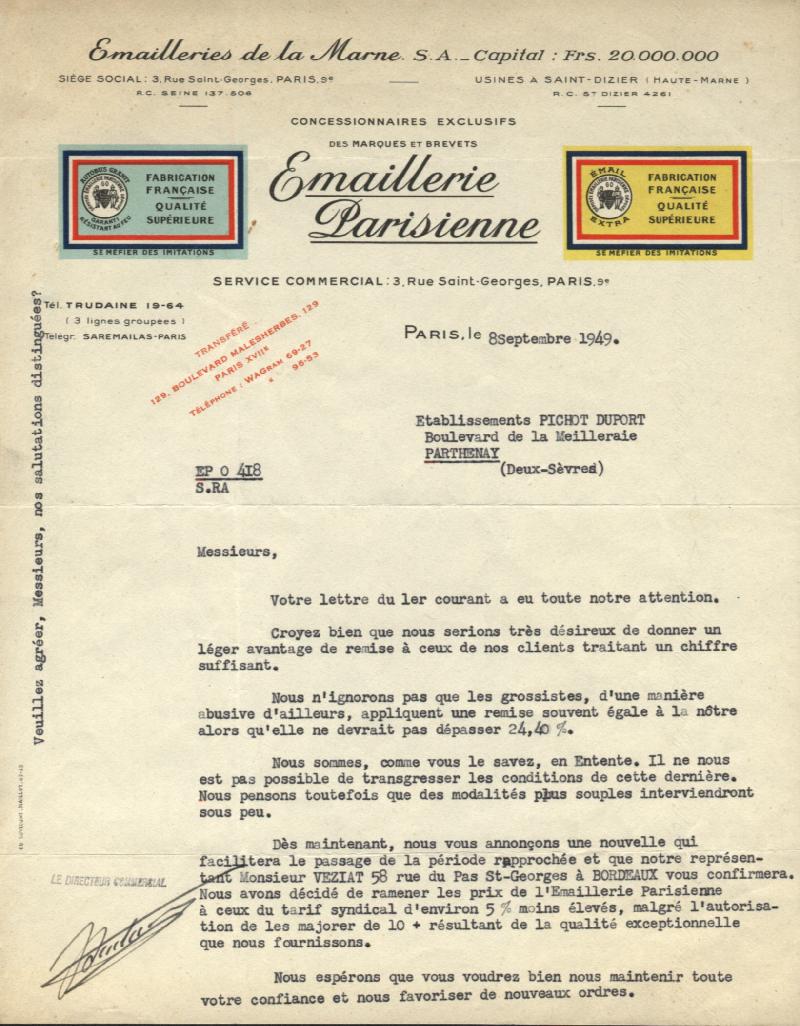 Emailleries de la Marne. S.A. _ Capital : Frs. 20.000.000
SIÈGE SOCIAL : 3, Rue Saint-Georges, PARIS. 9e
R.C. SEINE 137.506
USINES A SAINT-DIZIER ( HAUTE-MARNE )
R.C. ST DIZIER 4261
CONCESSIONNAIRES EXCLUSIFS
DES MARQUES ET BREVETS
Emaillerie
Parisienne
AUTOBUS GRANIT
EMAILLERIE PARISIENNE
GARANTI
RÉSISTANT AU FEU
FABRICATION
FRANÇAISE
QUALITÉ
SUPÉRIEURE
SE MÉFIER DES IMITATIONS
ÉMAIL
EMAILLERIE PARISIENNE
EXTRA
FABRICATION
FRANÇAISE
QUALITÉ
SUPÉRIEURE
SE MÉFIER DES IMITATIONS
SERVICE COMMERCIAL : 3, Rue Saint-Georges, PARIS. 9e
Tél. TRUDAINE 19-64
( 3 lignes groupées )
Télégr. SAREMAILAS-PARIS
TRANSFÉRÉ
129, BOULEVARD MALESHERBES, 129
PARIS XVIIe
TÉLÉPHONE : WAGRAM 69-27
95-53
PARIS, le 8Septembre 1949.
Etablissements PICHOT DUPORT
Boulevard de la Meilleraie
PARTHENAY
(Deux-Sèvres)
EP O 418
S.RA
Messieurs,
Votre lettre du 1er courant a eu toute notre attention.
Croyez bien que nous serions très désireux de donner un
léger avantage de remise à ceux de nos clients traitant un chiffre
suffisant.
Nous n'ignorons pas que les grossistes, d'une manière
abusive d'ailleurs, appliquent une remise souvent égale à la nôtre
alors qu'elle ne devrait pas dépasser 24,40 %.
Nous sommes, comme vous le savez, en Entente. Il ne nous
est pas possible de transgresser les conditions de cette dernière.
Nous pensons toutefois que des modalités plus souples interviendront
sous peu.
Dès maintenant, nous vous annonçons une nouvelle qui
facilitera le passage de la période rapprochée et que notre représen-
tant Monsieur VEZIAT 58 rue du Pas St-Georges à BORDEAUX vous confirmera.
Nous avons décidé de ramener les prix de l'Emaillerie Parisienne
à ceux du tarif syndical d'environ 5 % moins élevés, malgré l'autorisa-
tion de les majorer de 10 + résultant de la qualité exceptionnelle
que nous fournissons.
Nous espérons que vous voudrez bien nous maintenir toute
votre confiance et nous favoriser de nouveaux ordres.
Veuillez agréer, Messieurs, nos salutations distinguées?
LE DIRECTEUR COMMERCIAL